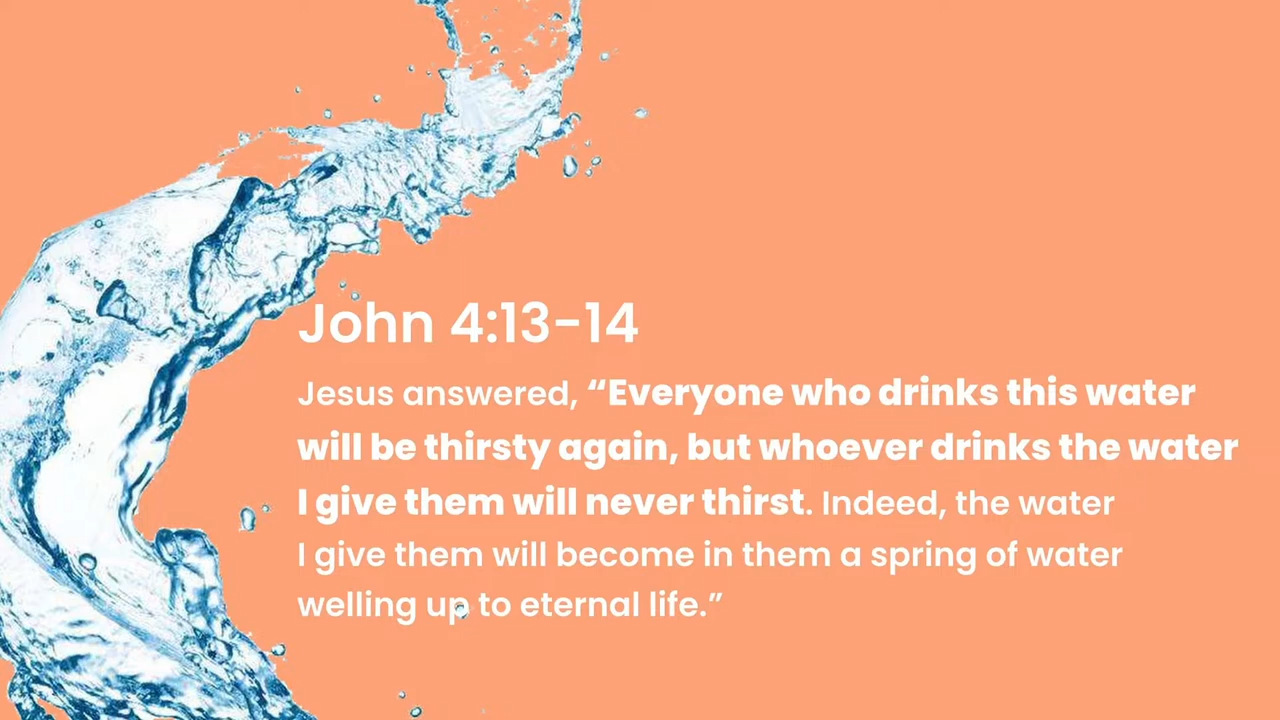 John 4:13-14
Jesus answered, “Everyone who drinks this water
will be thirsty again, but whoever drinks the water
I give them will never thirst. Indeed, the water
I give them will become in them a spring of water
welling up to eternal life.”